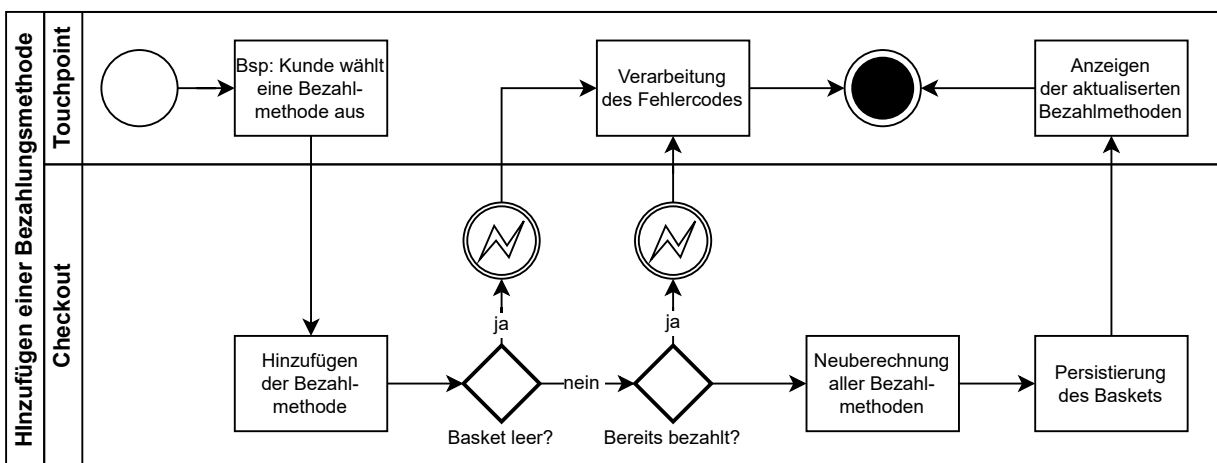 HInzufügen einer Bezahlungsmethode
Touchpoint
Bsp: Kunde wählt
eine Bezahl-
methode aus
Verarbeitung
des Fehlercodes
Anzeigen
der aktualiserten
Bezahlmethoden
Checkout
Hinzufügen
der Bezahl-
methode
ja
Basket leer?
nein
ja
Bereits bezahlt?
Neuberechnung
aller Bezahl-
methoden
Persistierung
des Baskets